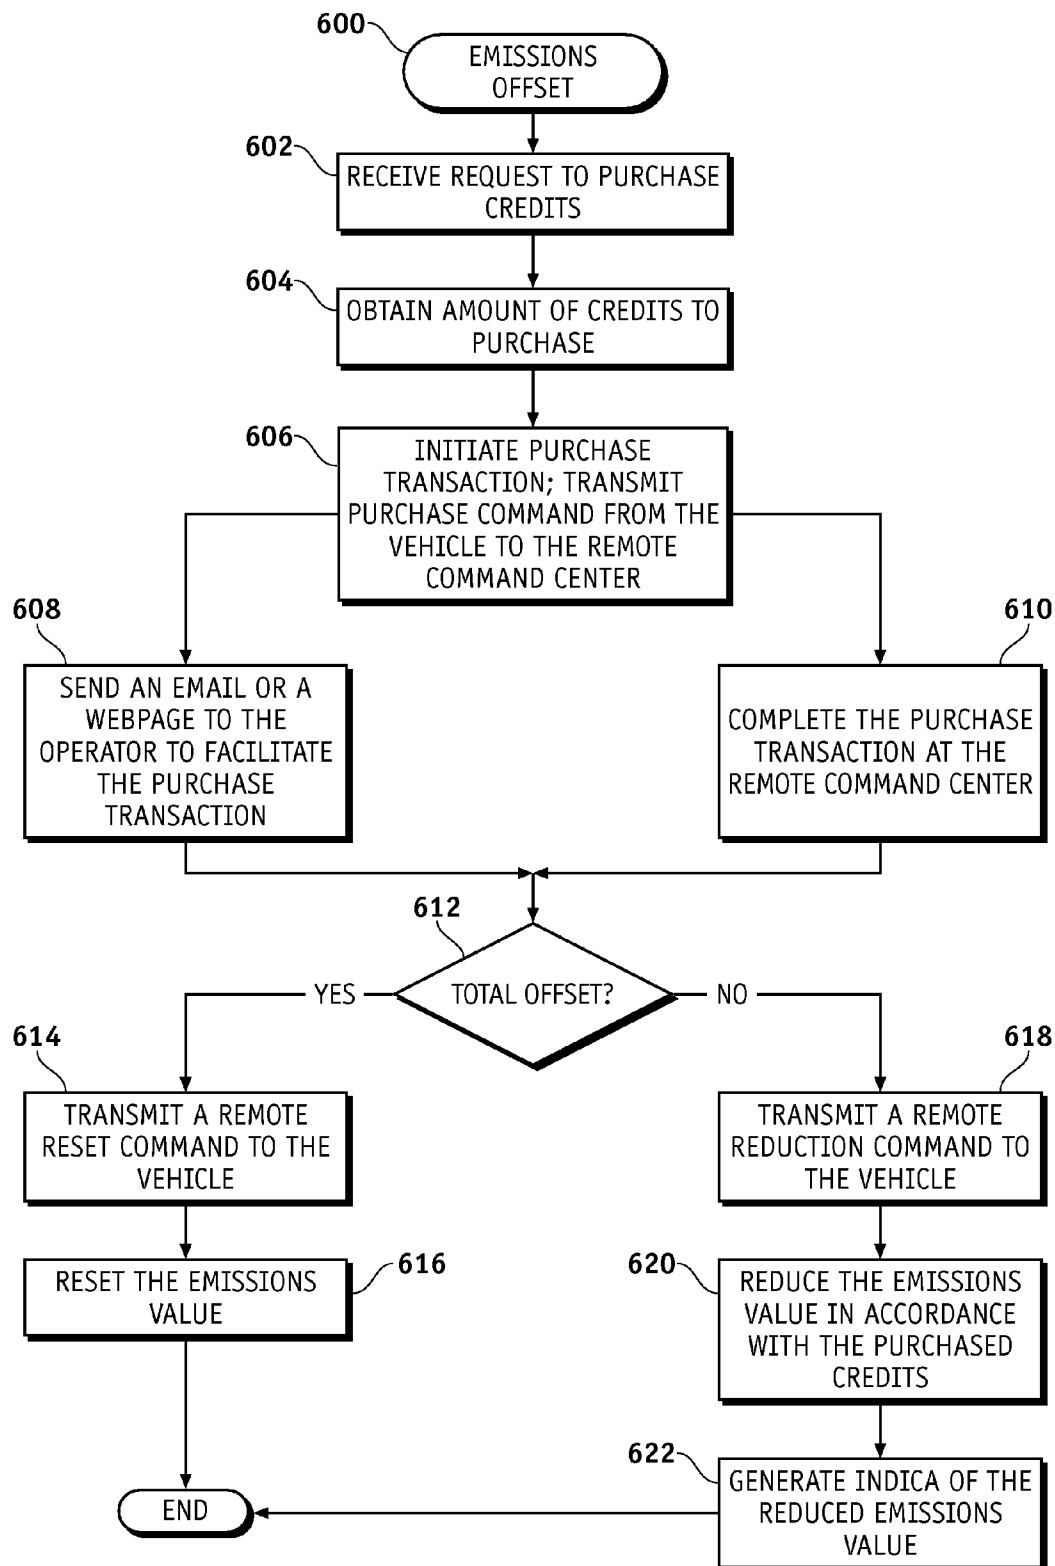 600
EMISSIONS
OFFSET
602
RECEIVE REQUEST TO PURCHASE
CREDITS
604
OBTAIN AMOUNT OF CREDITS TO
PURCHASE
606
INITIATE PURCHASE
TRANSACTION; TRANSMIT
PURCHASE COMMAND FROM THE
VEHICLE TO THE REMOTE
COMMAND CENTER
608
SEND AN EMAIL OR A
WEBPAGE TO THE
OPERATOR TO FACILITATE
THE PURCHASE
TRANSACTION
610
COMPLETE THE PURCHASE
TRANSACTION AT THE
REMOTE COMMAND CENTER
612
TOTAL OFFSET?
YES
NO
614
TRANSMIT A REMOTE
RESET COMMAND TO THE
VEHICLE
616
RESET THE EMISSIONS
VALUE
618
TRANSMIT A REMOTE
REDUCTION COMMAND TO
THE VEHICLE
620
REDUCE THE EMISSIONS
VALUE IN ACCORDANCE
WITH THE PURCHASED
CREDITS
622
GENERATE INDICA OF THE
REDUCED EMISSIONS
VALUE
END